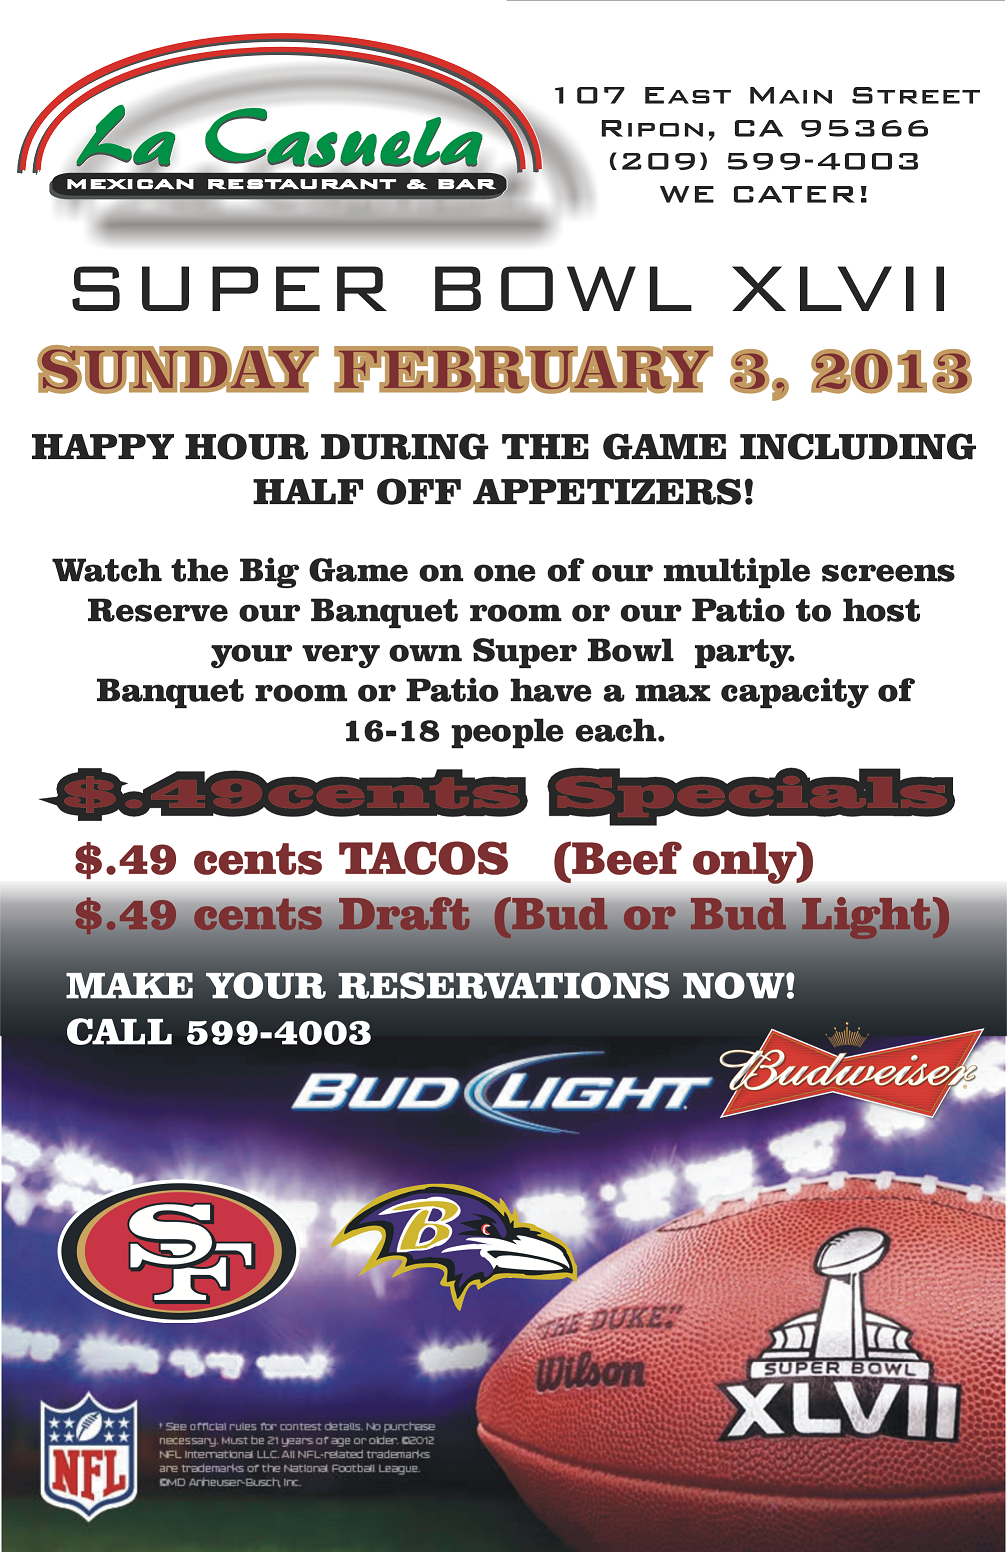 La Casuela
MEXICAN RESTAURANT & BAR
107 EAST MAIN STREET
RIPON, CA 95366
(209) 599-4003
WE CATER!
SUPER BOWL XLVII
SUNDAY FEBRUARY 3, 2013
HAPPY HOUR DURING THE GAME INCLUDING
HALF OFF APPETIZERS!
Watch the Big Game on one of our multiple screens
Reserve our Banquet room or our Patio to host
your very own Super Bowl party.
Banquet room or Patio have a max capacity of
16-18 people each.
$.49cents Specials
$.49 cents TACOS (Beef only)
$.49 cents Draft (Bud or Bud Light)
MAKE YOUR RESERVATIONS NOW!
CALL 599-4003
BUD LIGHT
Budweiser
SF
B
"THE DUKE"
Wilson
SUPER BOWL
XLVII
NFL
† See official rules for contest details. No purchase
necessary. Must be 21 years of age or older. ©2012
NFL International LLC. All NFL-related trademarks
are trademarks of the National Football League.
©MD Anheuser-Busch, Inc.